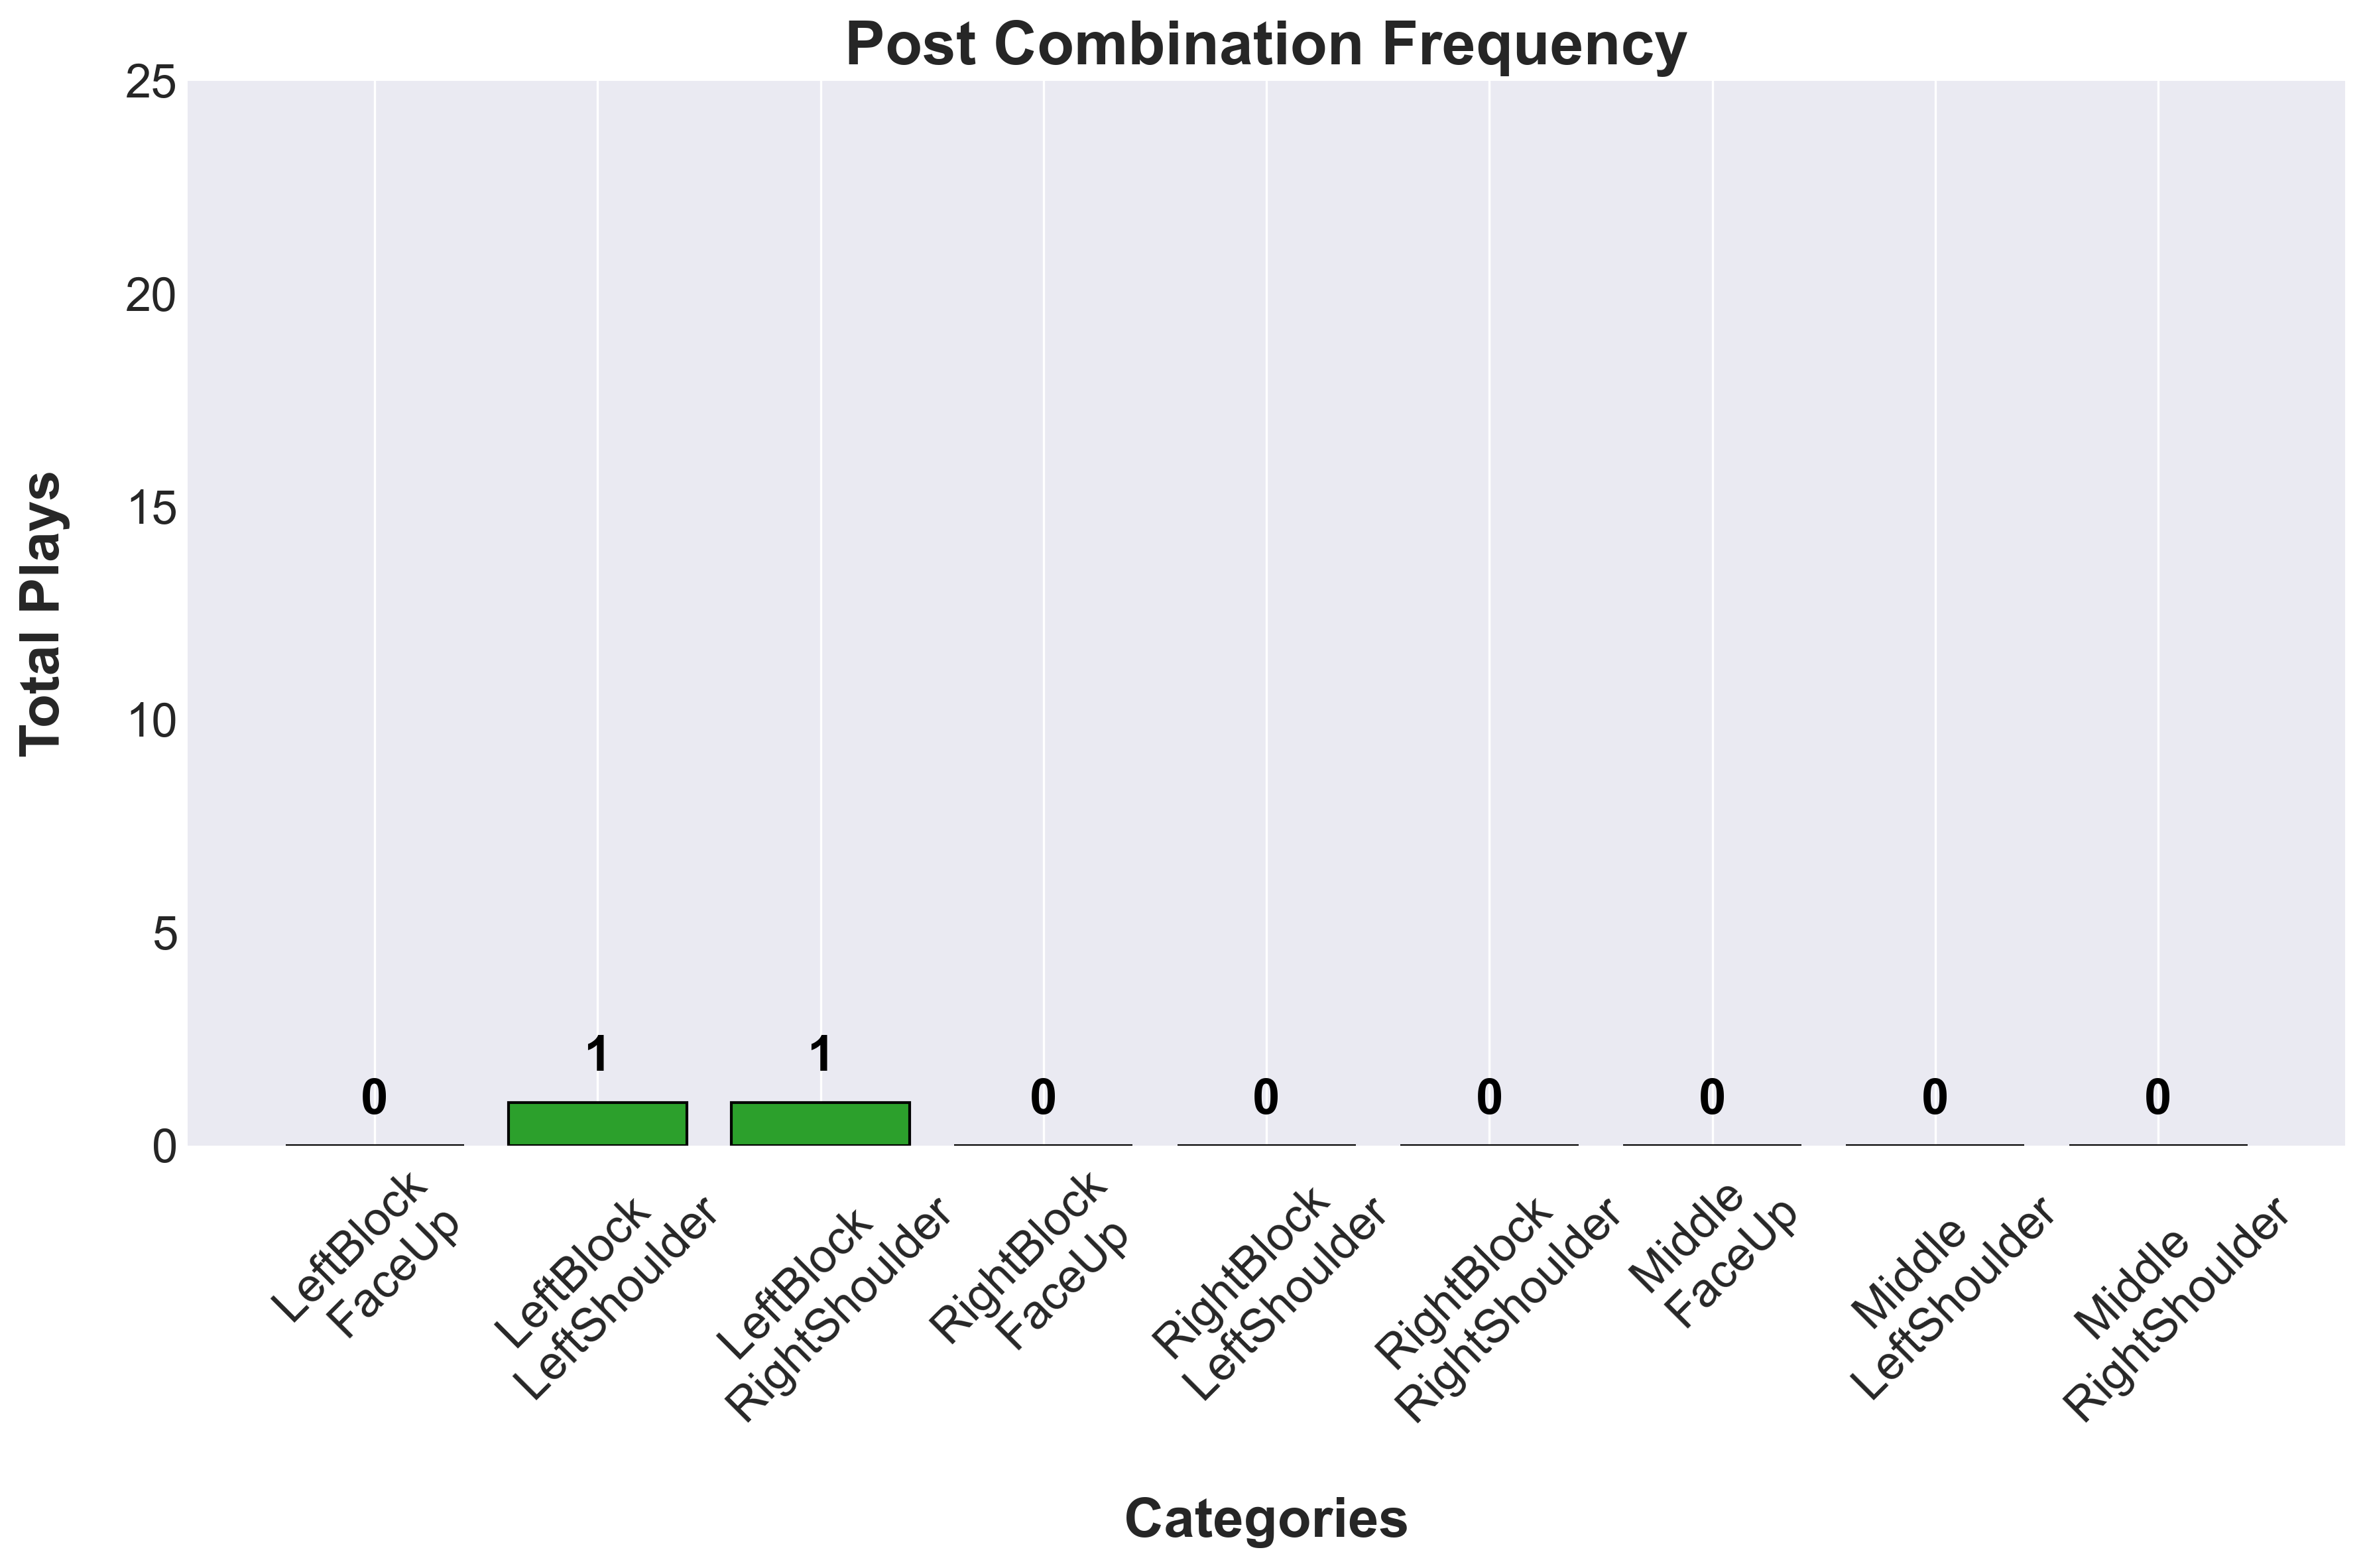 Post Combination Frequency
Total Plays
25
20
15
10
5
0
0
1
1
0
0
0
0
0
0
LeftBlock
FaceUp
LeftBlock
LeftShoulder
LeftBlock
RightShoulder
RightBlock
FaceUp
RightBlock
LeftShoulder
RightBlock
RightShoulder
Middle
FaceUp
Middle
LeftShoulder
Middle
RightShoulder
Categories